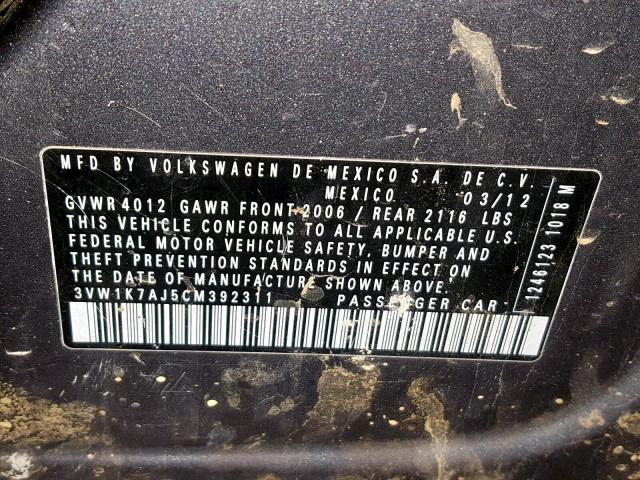 MFD BY VOLKSWAGEN DE MEXICO S.A. DE C.V.
MEXICO 03/12
GVWR 4012 GAWR FRONT 2006 / REAR 2116 LBS
THIS VEHICLE CONFORMS TO ALL APPLICABLE U.S.
FEDERAL MOTOR VEHICLE SAFETY, BUMPER AND
THEFT PREVENTION STANDARDS IN EFFECT ON
THE DATE OF MANUFACTURE SHOWN ABOVE.
3VW1K7AJ5CM392311 PASSENGER CAR
1246123 1018 M